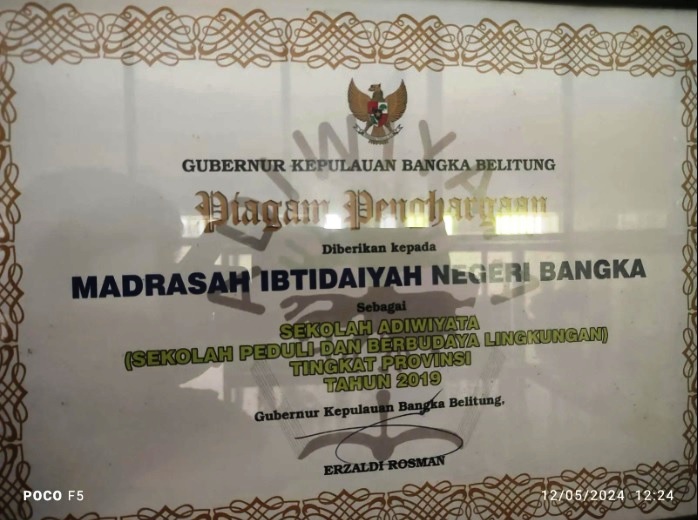 ADIWIYATA
GUBERNUR KEPULAUAN BANGKA BELITUNG
Piagam Penghargaan
Diberikan kepada
MADRASAH IBTIDAIYAH NEGERI BANGKA
Sebagai
SEKOLAH ADIWIYATA
(SEKOLAH PEDULI DAN BERBUDAYA LINGKUNGAN)
TINGKAT PROVINSI
TAHUN 2019
Gubernur Kepulauan Bangka Belitung,
ERZALDI ROSMAN
POCO F5
12/05/2024 12:24